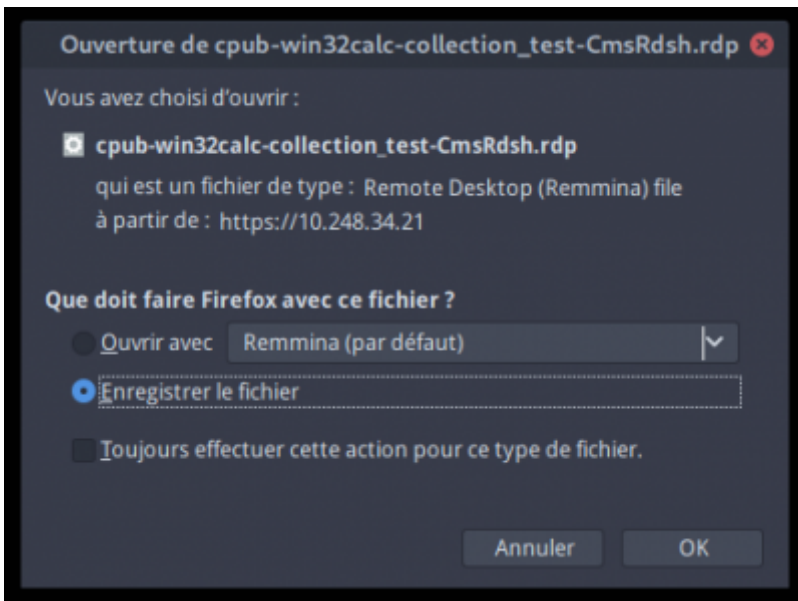 Ouverture de cpub-win32calc-collection_test-CmsRdsh.rdp
Vous avez choisi d'ouvrir :
cpub-win32calc-collection_test-CmsRdsh.rdp
qui est un fichier de type : Remote Desktop (Remmina) file
à partir de : https://10.248.34.21
Que doit faire Firefox avec ce fichier ?
Ouvrir avec Remmina (par défaut)
Enregistrer le fichier
Toujours effectuer cette action pour ce type de fichier.
Annuler OK